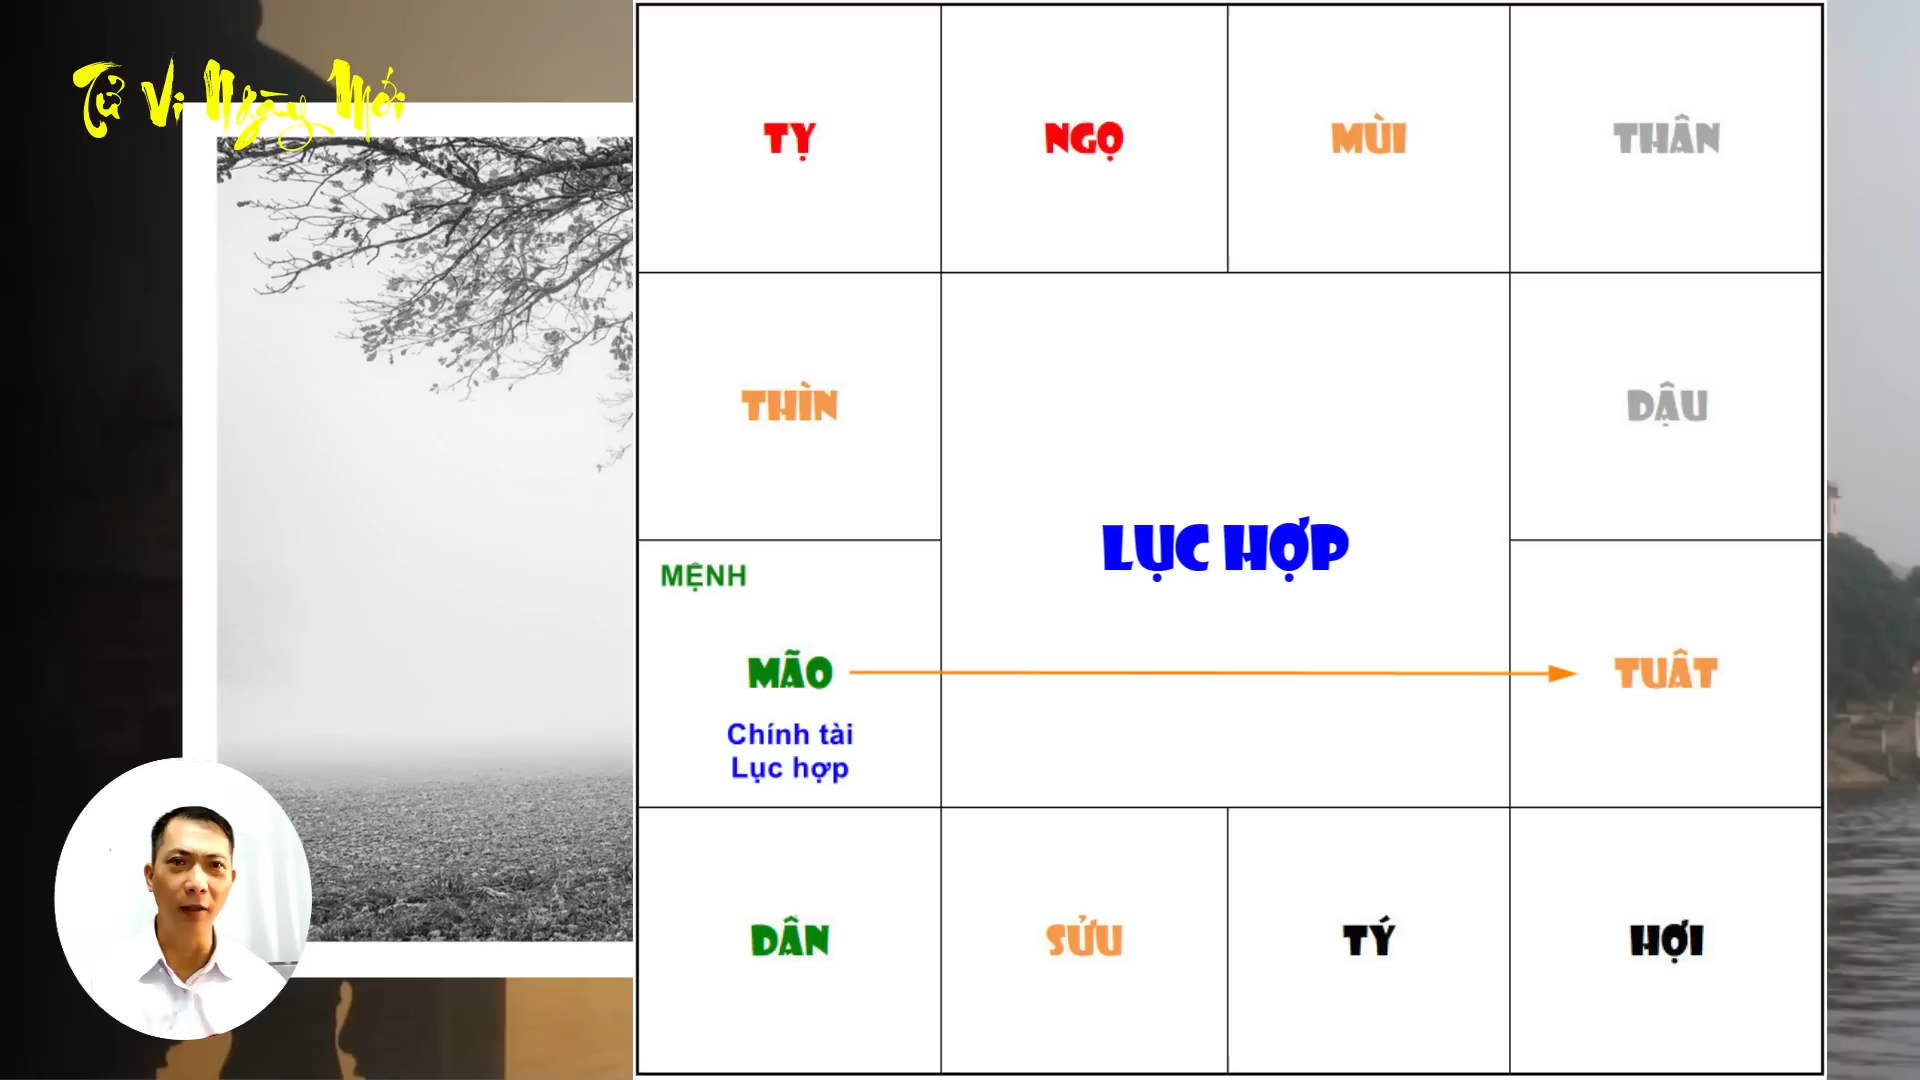 Tử Vi Ngày Mới
TỴ
NGỌ
MÙI
THÂN
THÌN
DẬU
LỤC HỢP
MỆNH
MÃO
TUẤT
Chính tài
Lục hợp
DẦN
SỬU
TÝ
HỢI